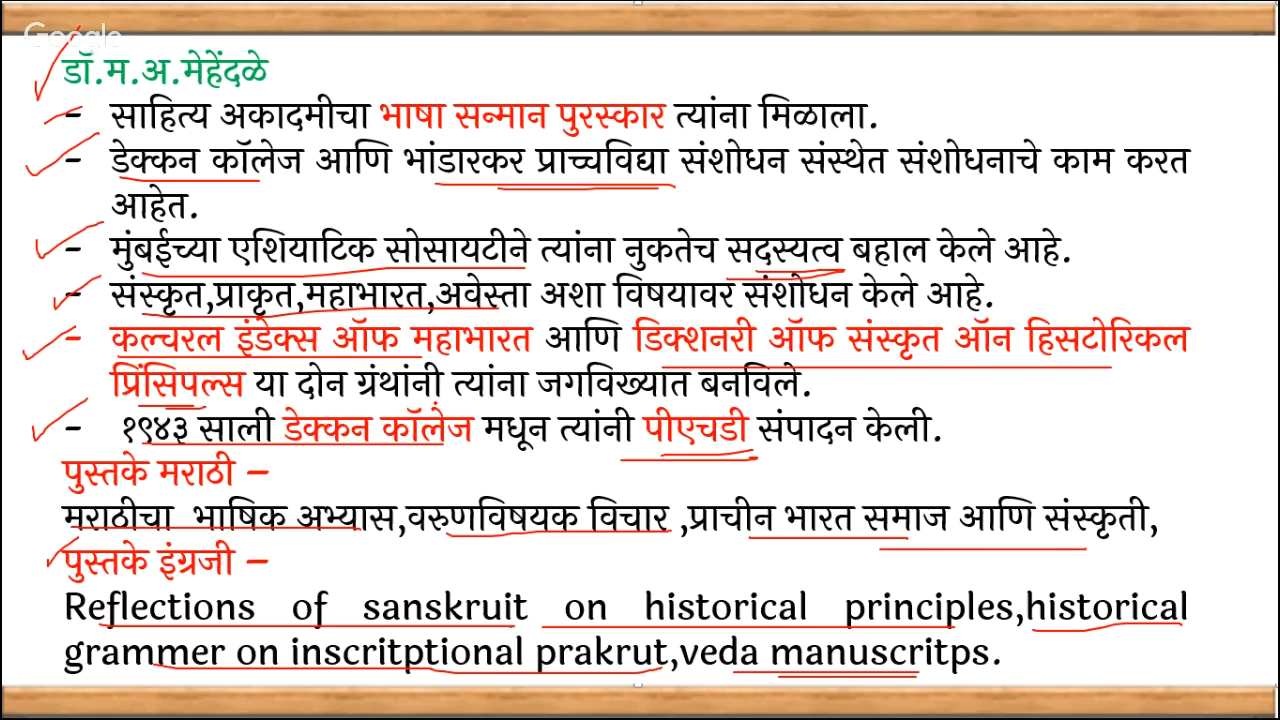 Google
डॉ.म.अ.मेहेंदळे
- साहित्य अकादमीचा भाषा सन्मान पुरस्कार त्यांना मिळाला.
- डेक्कन कॉलेज आणि भांडारकर प्राच्चविद्या संशोधन संस्थेत संशोधनाचे काम करत
आहेत.
- मुंबईच्या एशियाटिक सोसायटीने त्यांना नुकतेच सदस्यत्व बहाल केले आहे.
- संस्कृत,प्राकृत,महाभारत,अवेस्ता अशा विषयावर संशोधन केले आहे.
- कल्चरल इंडेक्स ऑफ महाभारत आणि डिक्शनरी ऑफ संस्कृत ऑन हिसटोरिकल
प्रिंसिपल्स या दोन ग्रंथांनी त्यांना जगविख्यात बनविले.
- १९४३ साली डेक्कन कॉलेज मधून त्यांनी पीएचडी संपादन केली.
पुस्तके मराठी –
मराठीचा भाषिक अभ्यास,वरुणविषयक विचार ,प्राचीन भारत समाज आणि संस्कृती,
पुस्तके इंग्रजी –
Reflections of sanskruit on historical principles,historical
grammer on inscritptional prakrut,veda manuscritps.